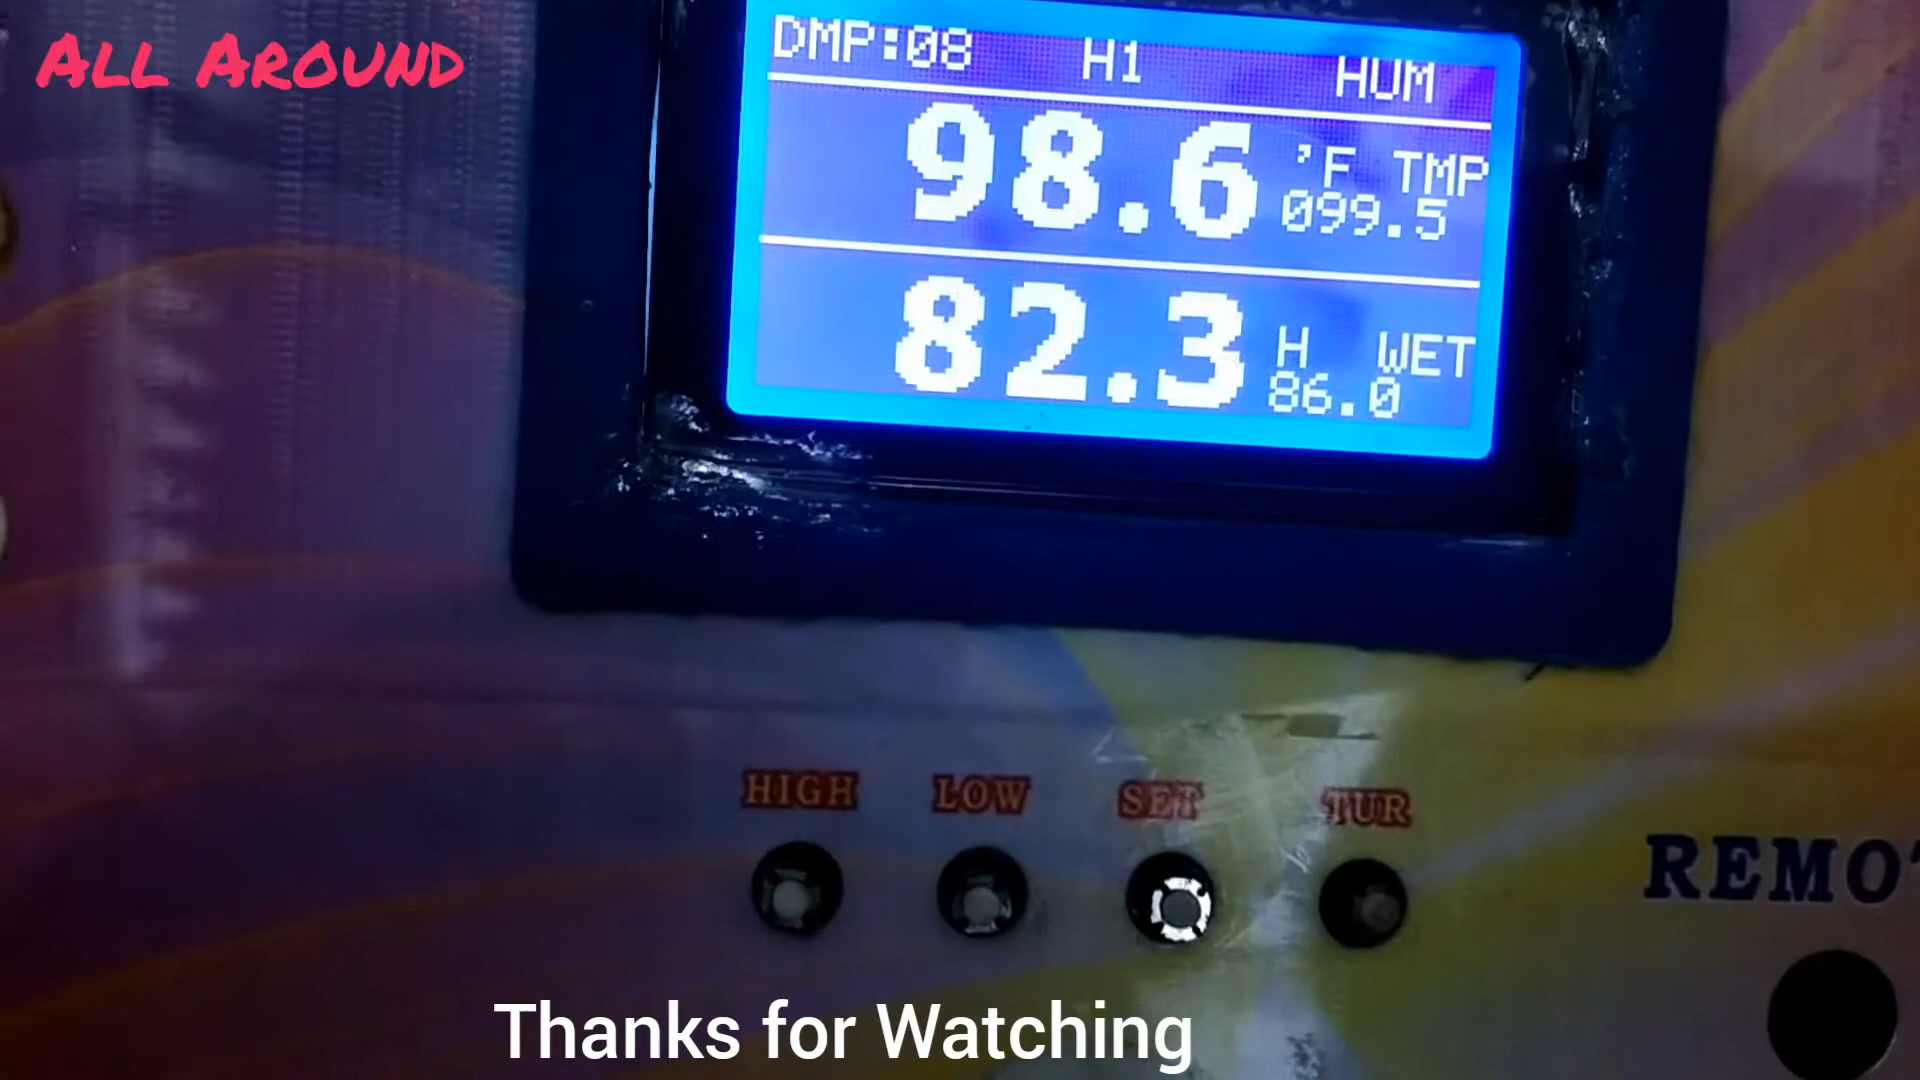 ALL AROUND
DMP:08 H1 HUM
98.6 'F TMP
099.5
82.3 H WET
86.0
HIGH LOW SET TUR
Thanks for Watching